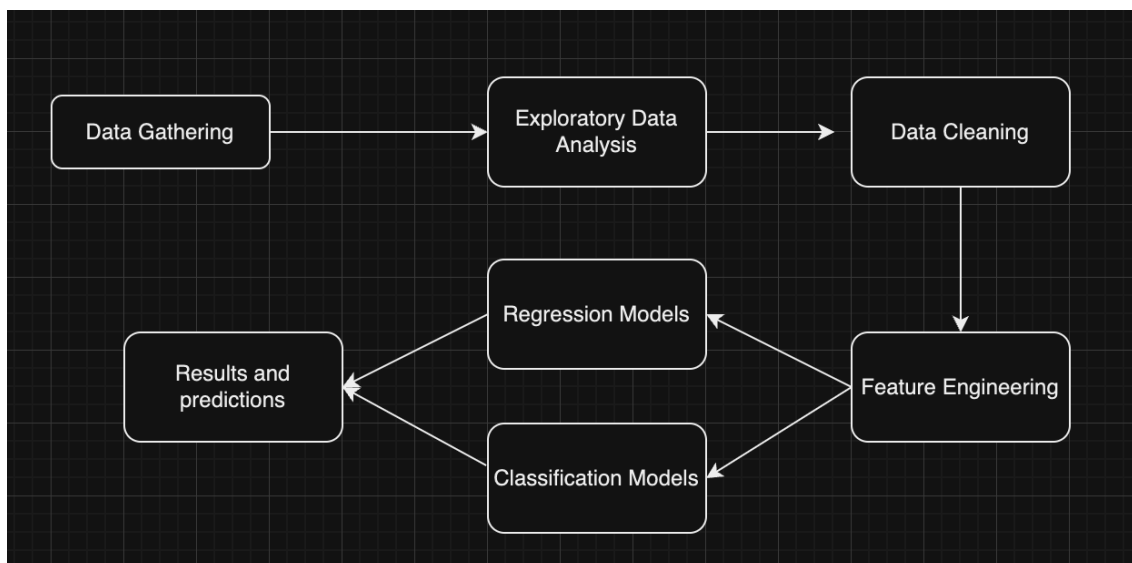 Data Gathering
Exploratory Data
Analysis
Data Cleaning
Regression Models
Results and
predictions
Feature Engineering
Classification Models